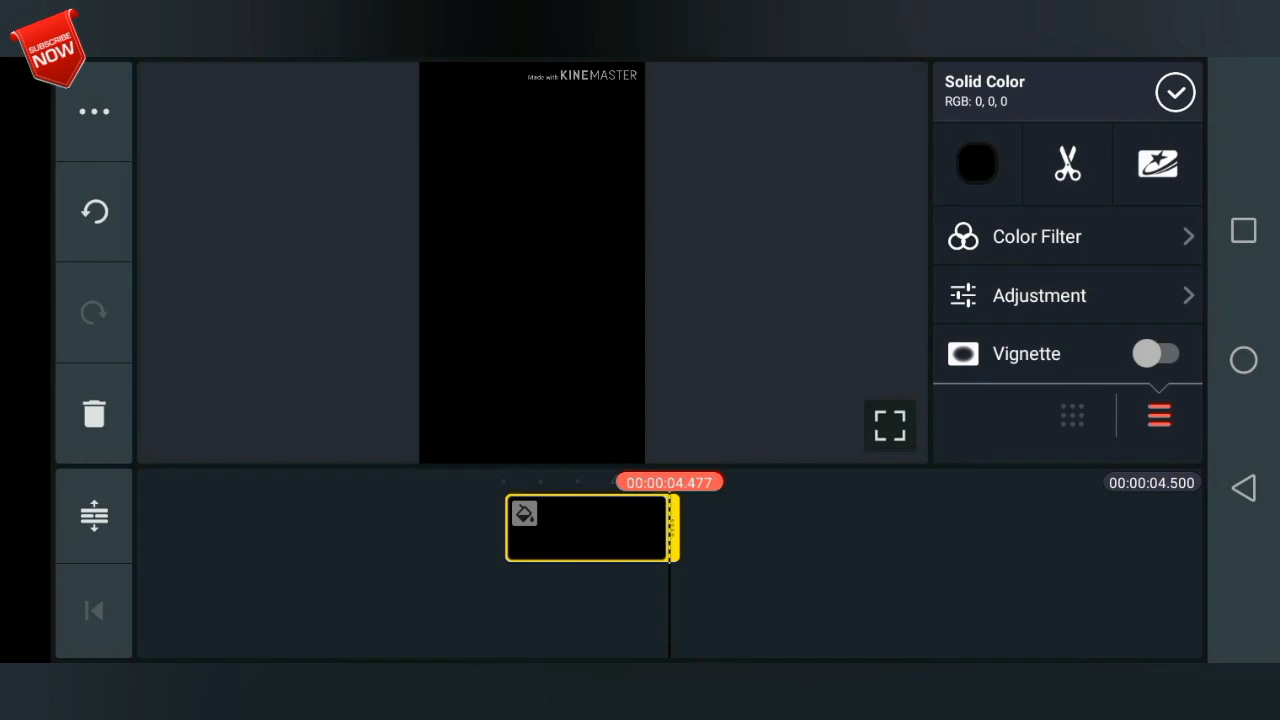 SUBSCRIBE
NOW
Made with KINEMASTER
Solid Color
RGB: 0, 0, 0
Color Filter
Adjustment
Vignette
00:00:04.477
00:00:04.500